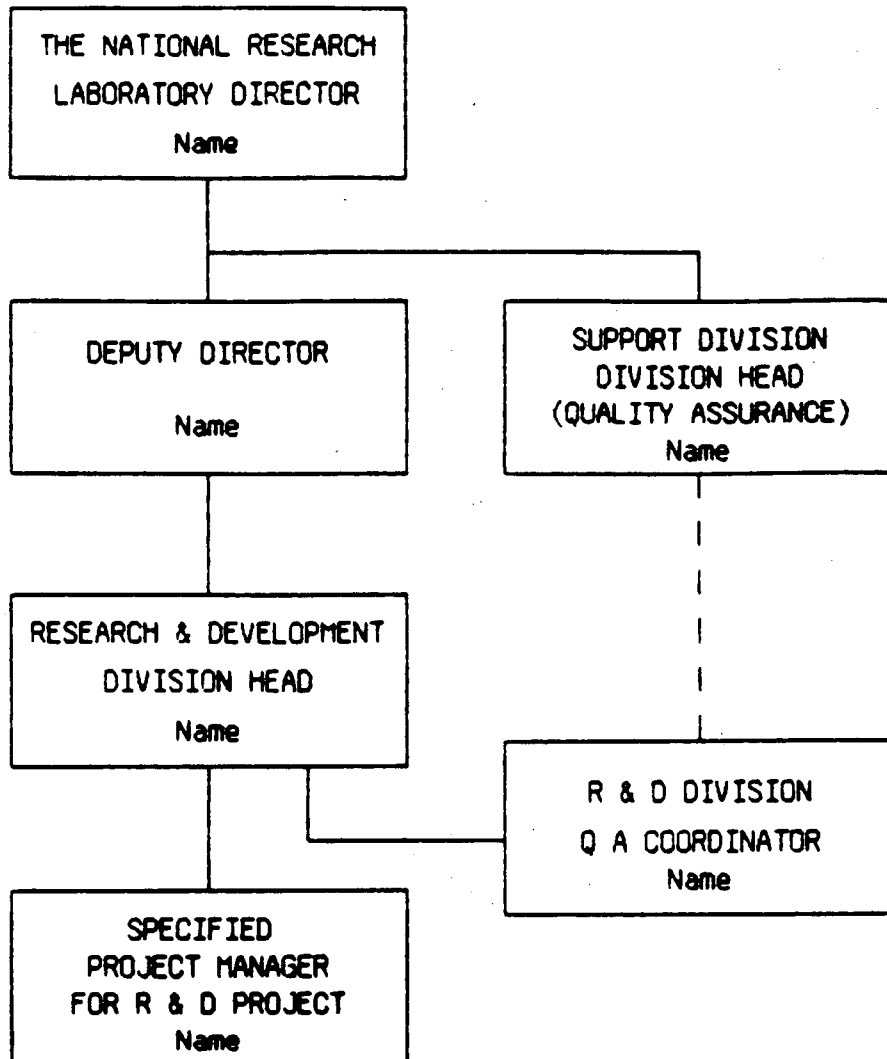 THE NATIONAL RESEARCH
LABORATORY DIRECTOR
Name
DEPUTY DIRECTOR
Name
SUPPORT DIVISION
DIVISION HEAD
(QUALITY ASSURANCE)
Name
RESEARCH & DEVELOPMENT
DIVISION HEAD
Name
R & D DIVISION
Q A COORDINATOR
Name
SPECIFIED
PROJECT MANAGER
FOR R & D PROJECT
Name